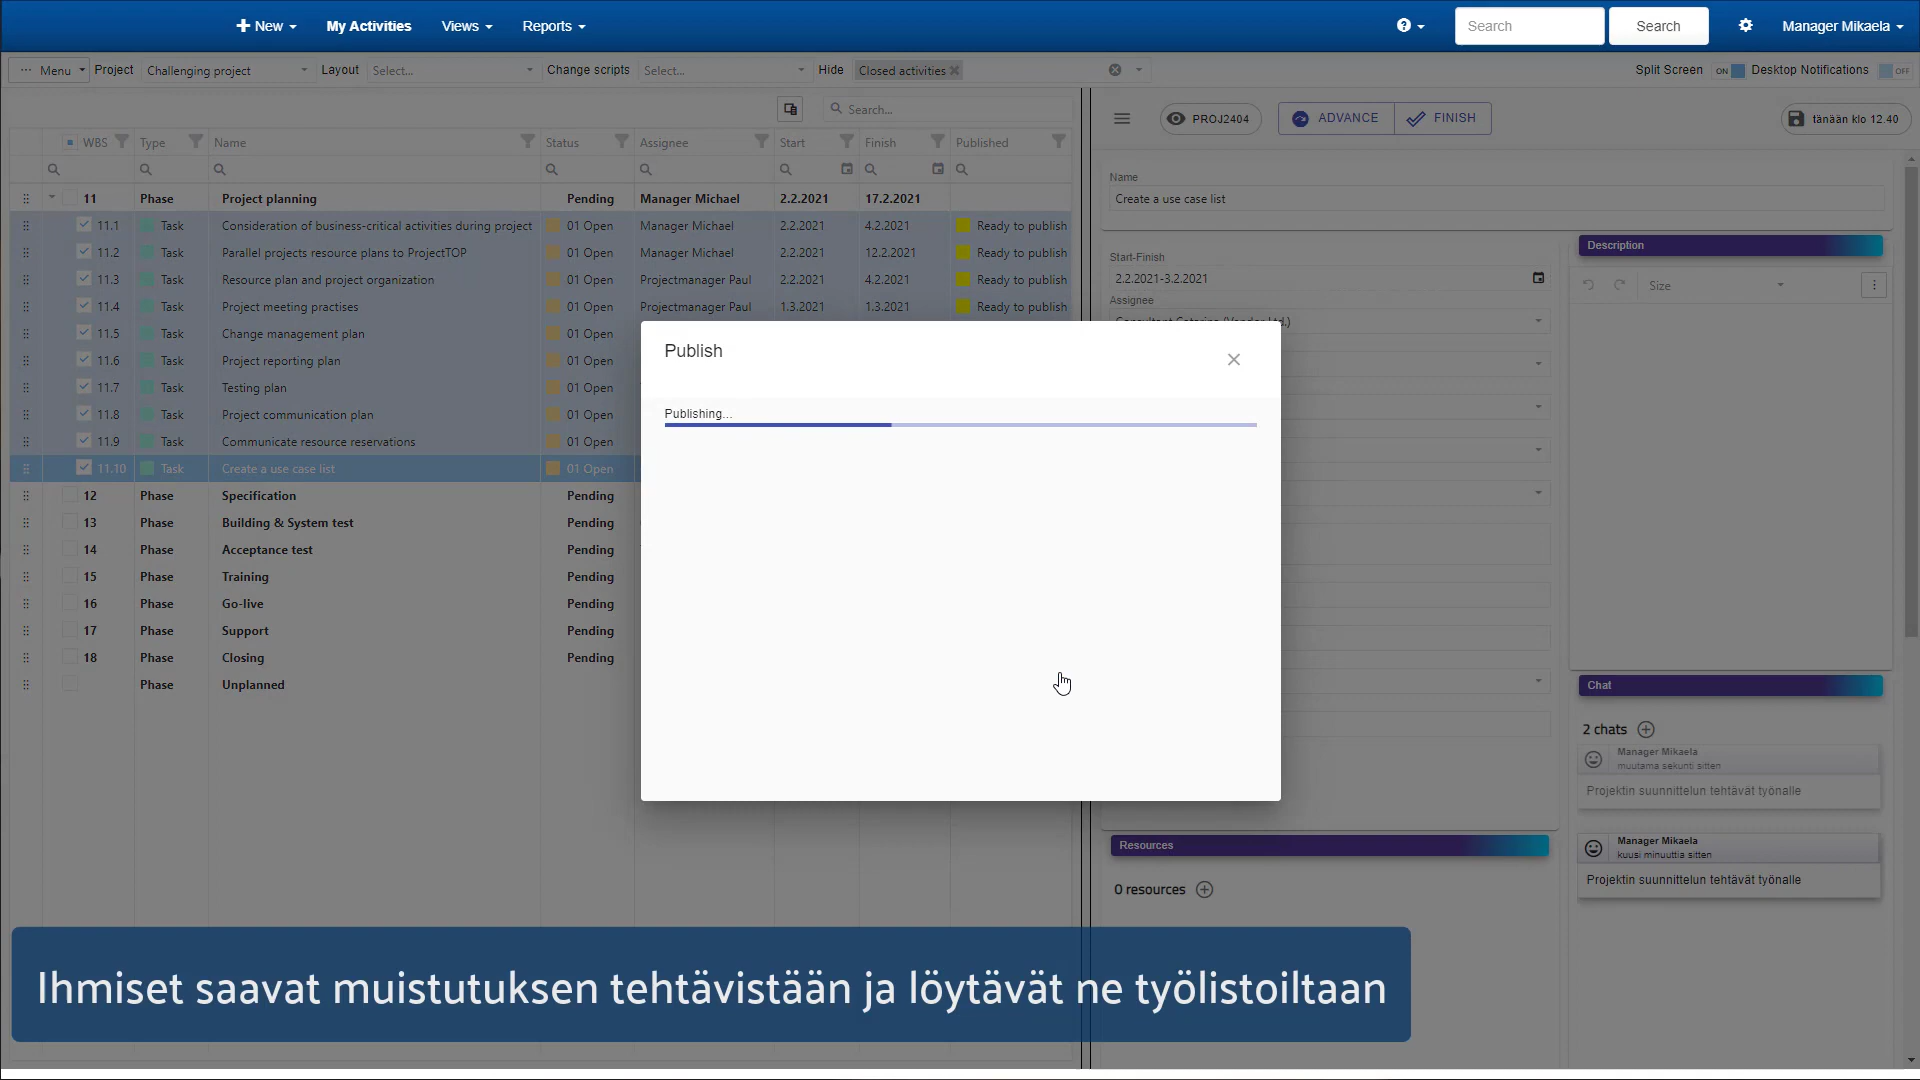 New My Activities Views Reports Search Search Manager Mikaela
Menu Project Challenging project Layout Select... Change scripts Select... Hide Closed activities Split Screen ON Desktop Notifications OFF
Search...
PROJ2404 ADVANCE FINISH tänään klo 12.40
WBS Type Name Status Assignee Start Finish Published
11 Phase Project planning Pending Manager Michael 2.2.2021 17.2.2021
11.1 Task Consideration of business-critical activities during project 01 Open Manager Michael 2.2.2021 4.2.2021 Ready to publish
11.2 Task Parallel projects resource plans to ProjectTOP 01 Open Manager Michael 2.2.2021 12.2.2021 Ready to publish
11.3 Task Resource plan and project organization 01 Open Projectmanager Paul 2.2.2021 4.2.2021 Ready to publish
11.4 Task Project meeting practises 01 Open Projectmanager Paul 1.3.2021 1.3.2021 Ready to publish
11.5 Task Change management plan 01 Open
11.6 Task Project reporting plan 01 Open
11.7 Task Testing plan 01 Open
11.8 Task Project communication plan 01 Open
11.9 Task Communicate resource reservations 01 Open
11.10 Task Create a use case list 01 Open
12 Phase Specification Pending
13 Phase Building & System test Pending
14 Phase Acceptance test Pending
15 Phase Training Pending
16 Phase Go-live Pending
17 Phase Support Pending
18 Phase Closing Pending
Phase Unplanned
Publish
Publishing...
Name
Create a use case list
Start-Finish
2.2.2021-3.2.2021
Assignee
Resources
0 resources
Description
Size
Chat
2 chats
Manager Mikaela
muutama sekunti sitten
Projektin suunnittelun tehtävät työnalle
Manager Mikaela
kuusi minuuttia sitten
Projektin suunnittelun tehtävät työnalle
Ihmiset saavat muistutuksen tehtävistään ja löytävät ne työlistoiltaan